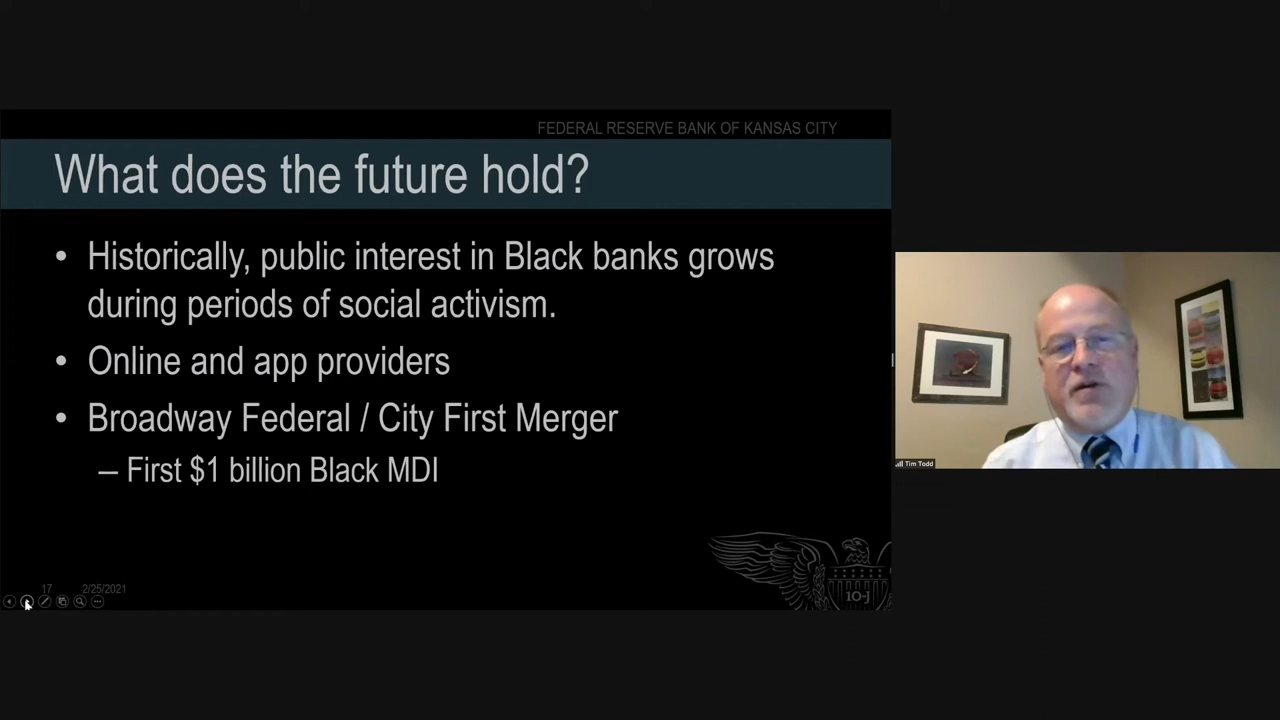 FEDERAL RESERVE BANK OF KANSAS CITY
What does the future hold?
• Historically, public interest in Black banks grows
during periods of social activism.
• Online and app providers
• Broadway Federal / City First Merger
– First $1 billion Black MDI
17 2/25/2021
10-J
Tim Todd